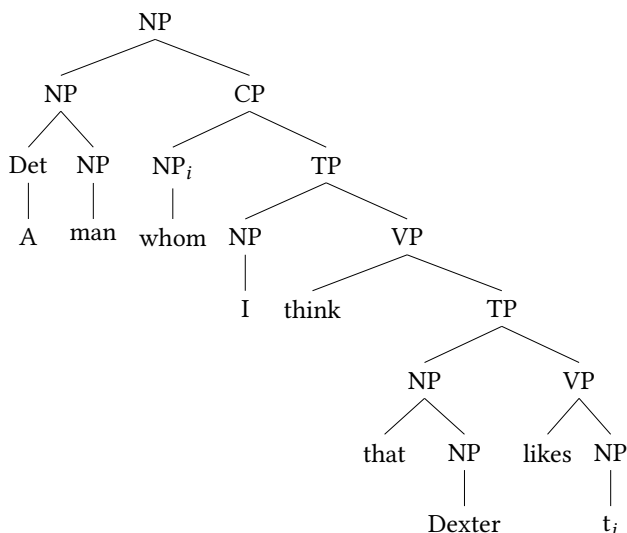 NP
NP CP
Det NP NPᵢ TP
A man whom NP VP
I think TP
NP VP
that NP likes NP
Dexter tᵢ